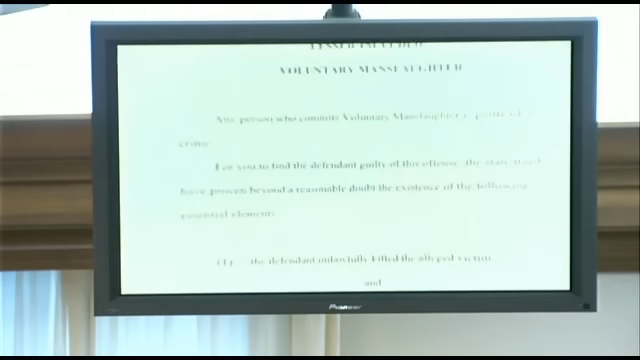 VOLUNTARY MANSLAUGHTER
Any person who commits Voluntary Manslaughter is guilty of a
crime.
For you to find the defendant guilty of this offense, the state must
have proven beyond a reasonable doubt the existence of the following
essential elements:
(1) the defendant unlawfully killed the alleged victim
and
Pioneer